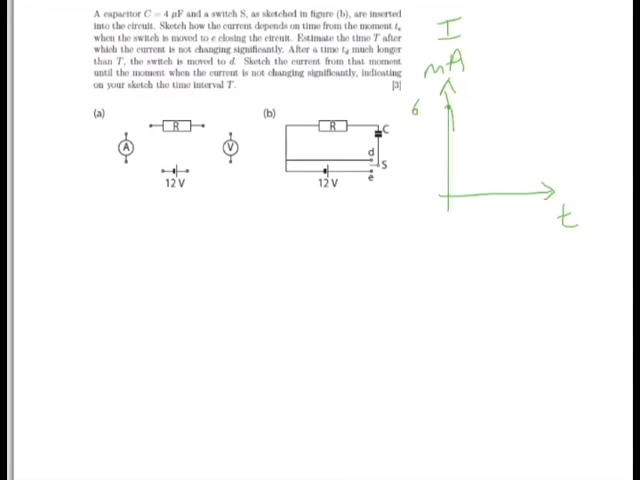 A capacitor C = 4 μF and a switch S, as sketched in figure (b), are inserted
into the circuit. Sketch how the current depends on time from the moment tₑ
when the switch is moved to e closing the circuit. Estimate the time T after
which the current is not changing significantly. After a time t_d much longer
than T, the switch is moved to d. Sketch the current from that moment
until the moment when the current is not changing significantly, indicating
on your sketch the time interval T. [3]
(a) R A V 12 V
(b) R C d S e 12 V
I
mA
6
t